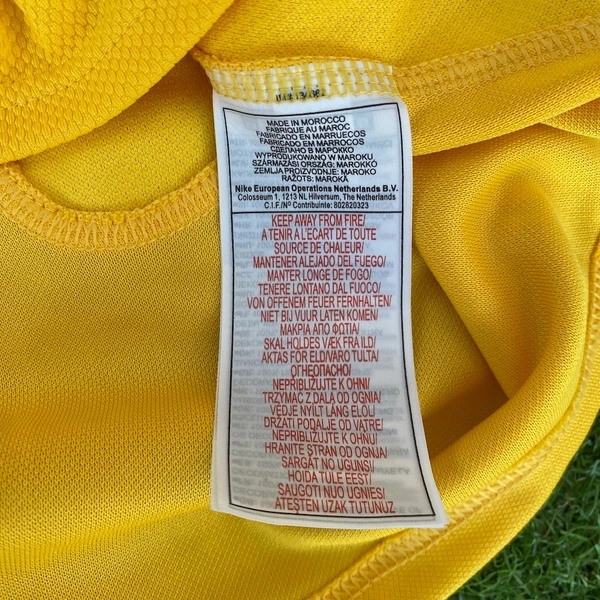 MADE IN MOROCCO
FABRIQUE AU MAROC
FABRICADO EN MARRUECOS
FABRICADO EM MARROCOS
СДЕЛАНО В МАРОККО
WYPRODUKOWANO W MAROKU
SZÁRMAZÁSI ORSZÁG: MAROKKÓ
ZEMLJA PROIZVODNJE: MAROKO
RAŽOTS: MAROKĀ
Nike European Operations Netherlands B.V.
Colosseum 1, 1213 NL Hilversum, The Netherlands
C.I.F./Nº Contribuinte: 802820323
KEEP AWAY FROM FIRE/
A TENIR A L'ECART DE TOUTE
SOURCE DE CHALEUR/
MANTENER ALEJADO DEL FUEGO/
MANTER LONGE DE FOGO/
TENERE LONTANO DAL FUOCO/
VON OFFENEM FEUER FERNHALTEN/
NIET BIJ VUUR LATEN KOMEN/
ΜΑΚΡΙΑ ΑΠΟ ΦΩΤΙΑ/
SKAL HOLDES VÆK FRA ILD/
AKTAS FÖR ELD/VARO TULTA/
ОГНЕОПАСНО/
NEPRIBLIŽUJTE K OHNI/
TRZYMAĆ Z DALA OD OGNIA/
VÉDJE NYÍLT LÁNG ELŐL/
DRŽATI PODALJE OD VATRE/
NEPŘIBLIŽUJTE K OHNU/
HRANITE STRAN OD OGNJA/
SARGĀT NO UGUNS/
HOIDA TULE EEST/
SAUGOTI NUO UGNIES/
ATEŞTEN UZAK TUTUNUZ